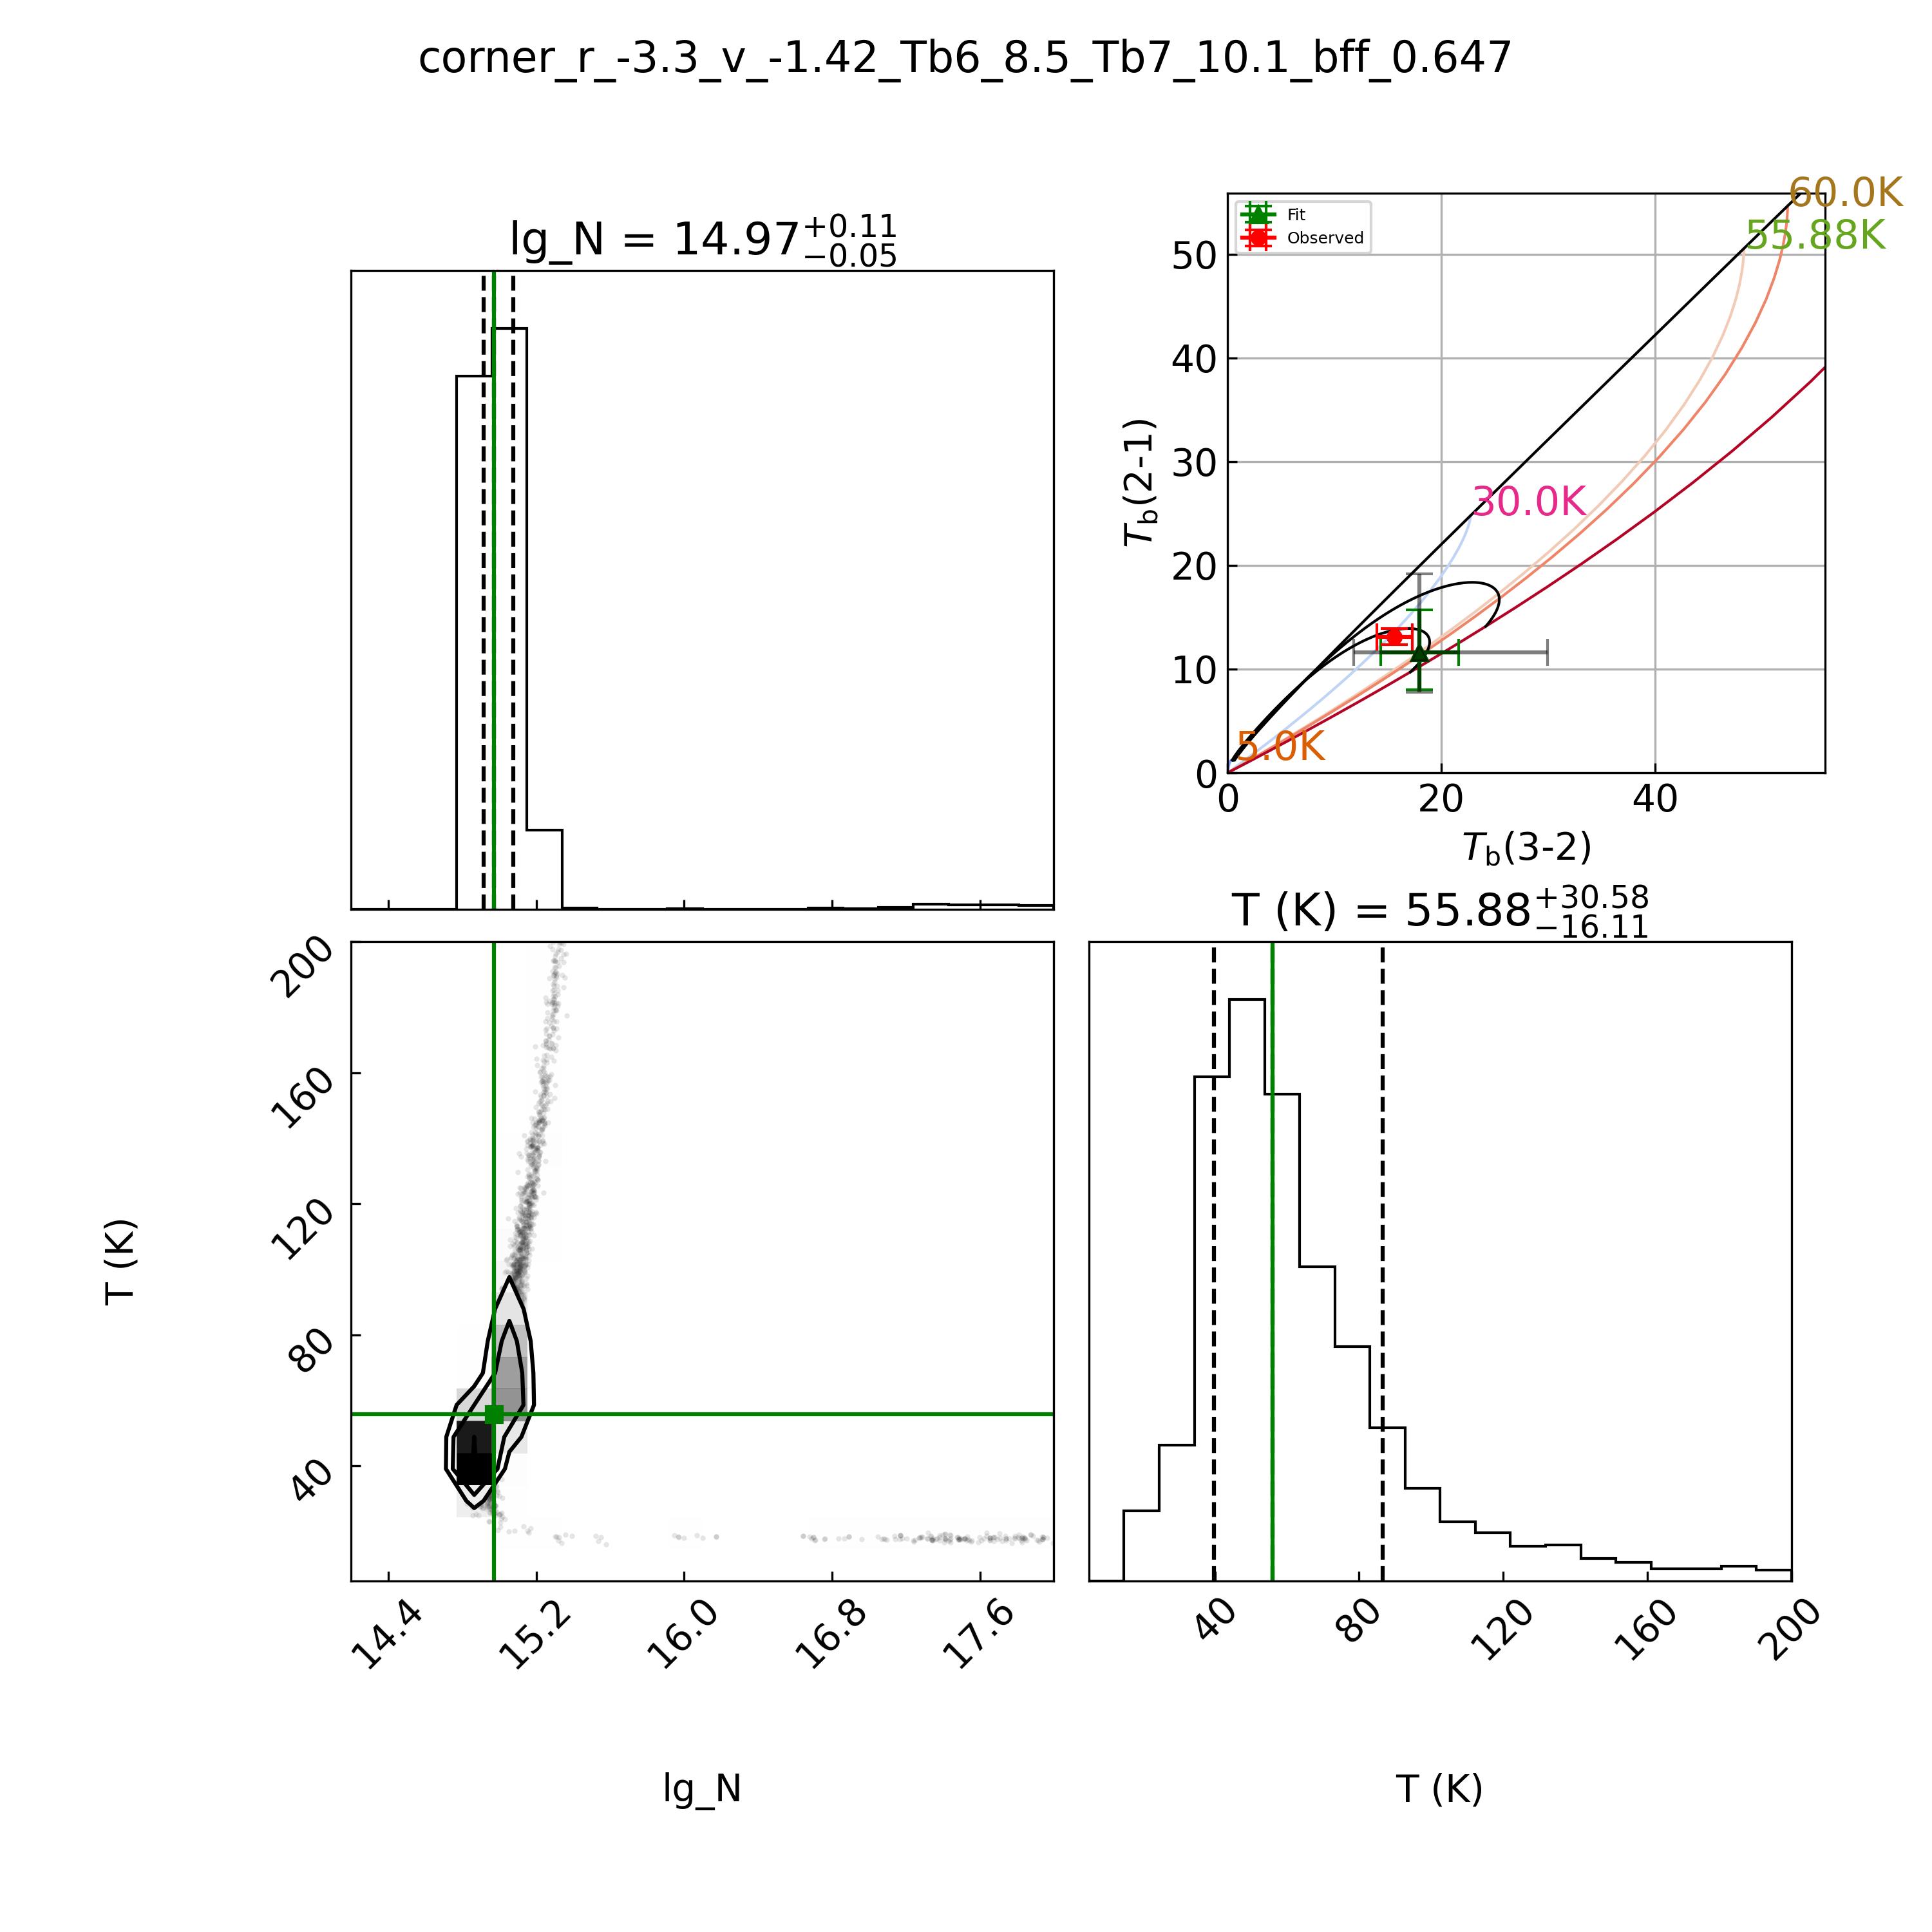 corner_r_-3.3_v_-1.42_Tb6_8.5_Tb7_10.1_bff_0.647
lg_N = 14.97+0.11−0.05
Fit
Observed
60.0K
55.88K
30.0K
5.0K
50
40
30
20
10
0
Tb(2-1)
0 20 40
Tb(3-2)
T (K) = 55.88+30.58−16.11
200
160
120
80
40
T (K)
14.4 15.2 16.0 16.8 17.6
lg_N
40 80 120 160 200
T (K)